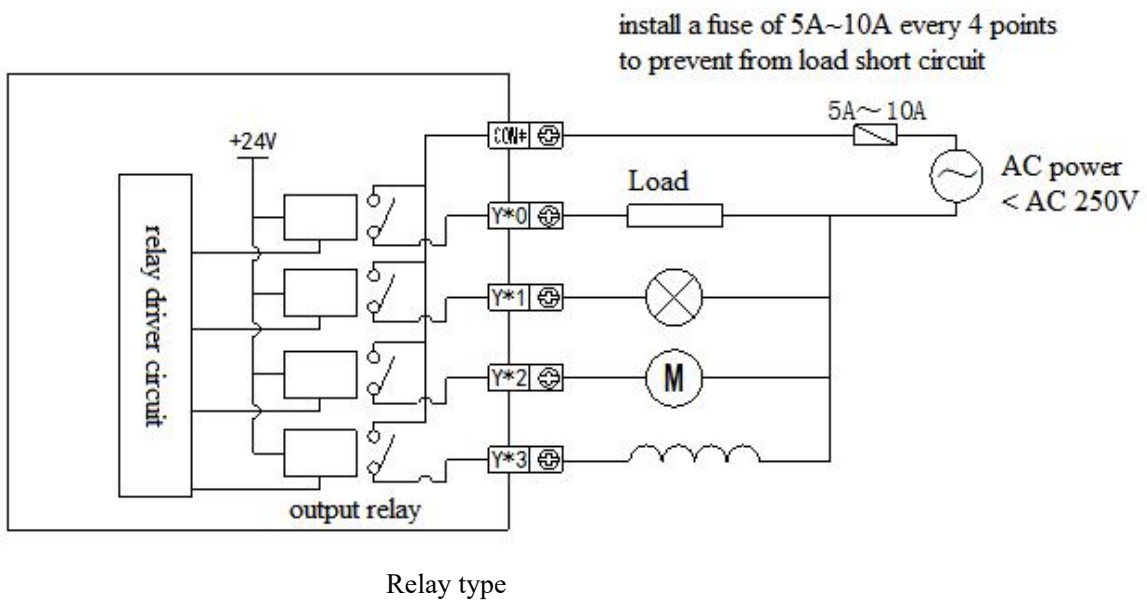 install a fuse of 5A~10A every 4 points
to prevent from load short circuit
5A~10A
+24V
CON#
AC power
< AC 250V
Load
Y*0
relay driver circuit
Y*1
Y*2
M
Y*3
output relay
Relay type